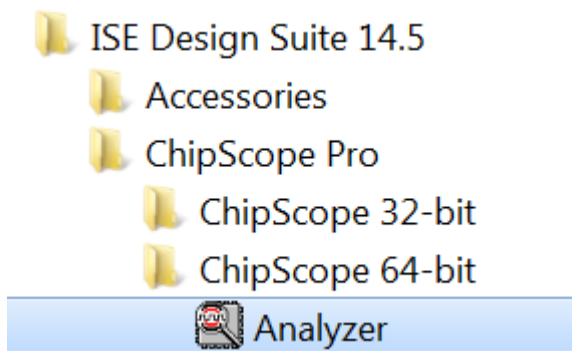 ISE Design Suite 14.5
Accessories
ChipScope Pro
ChipScope 32-bit
ChipScope 64-bit
Analyzer